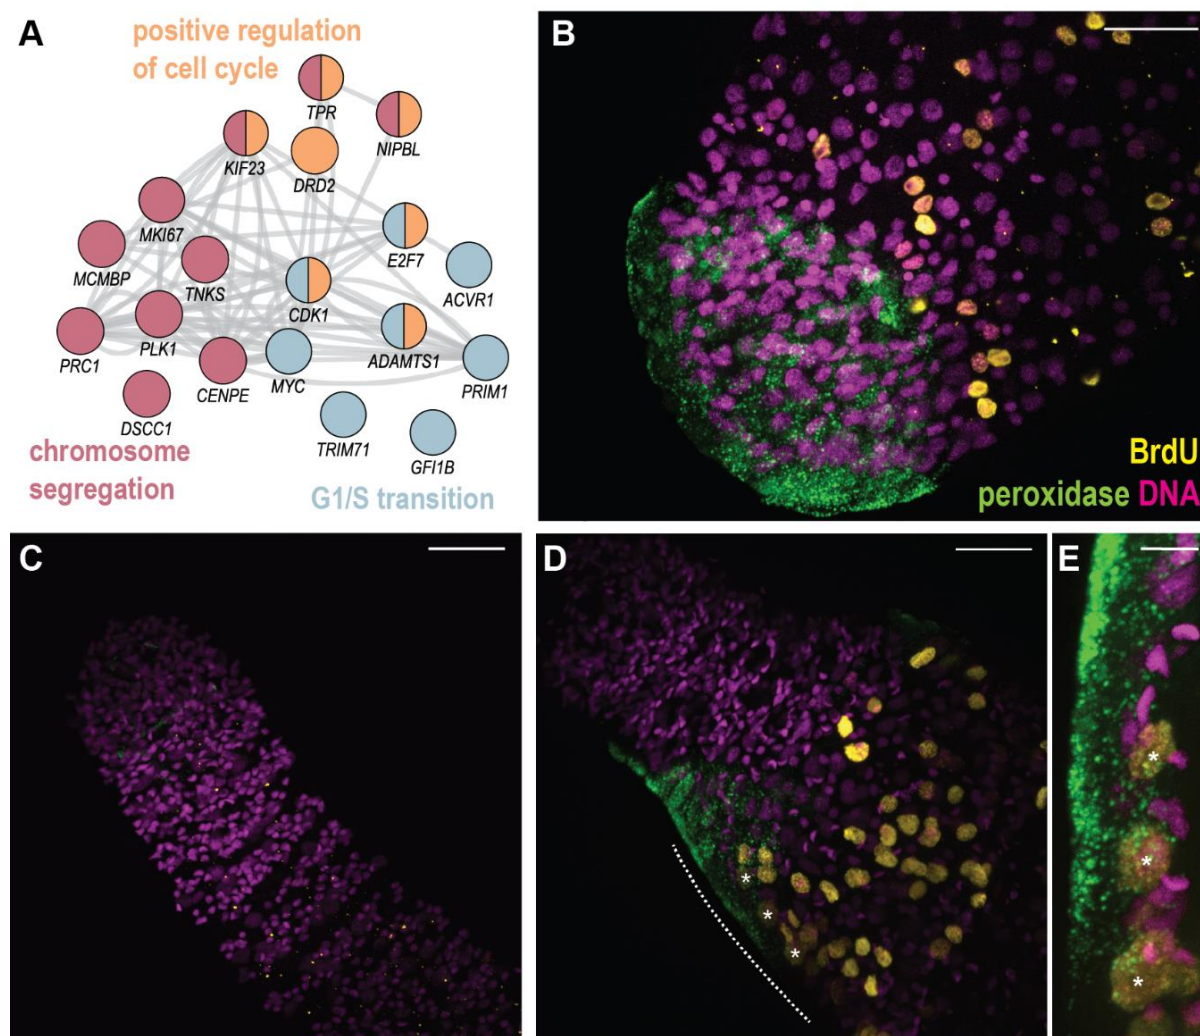 A
positive regulation
of cell cycle
TPR
NIPBL
KIF23
DRD2
MKI67
E2F7
MCMBP
TNKS
ACVR1
CDK1
PRC1
PLK1
ADAMTS1
CENPE
MYC
PRIM1
DSCC1
TRIM71
GFI1B
chromosome
segregation
G1/S transition
B
BrdU
peroxidase DNA
C
D
*
*
*
E
*
*
*